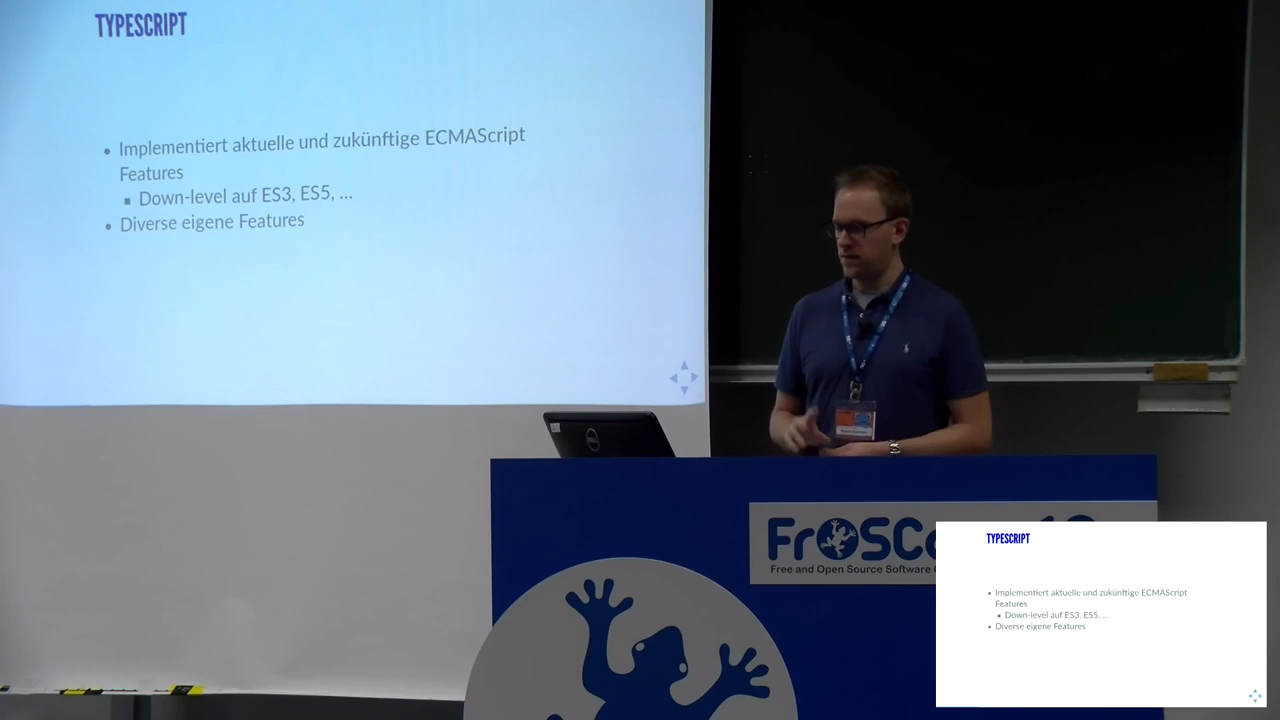 TYPESCRIPT
• Implementiert aktuelle und zukünftige ECMAScript
Features
▪ Down-level auf ES3, ES5, ...
• Diverse eigene Features
DELL
FrOSCo
Free and Open Source Software
TYPESCRIPT
• Implementiert aktuelle und zukünftige ECMAScript
Features
▪ Down-level auf ES3, ES5, ...
• Diverse eigene Features